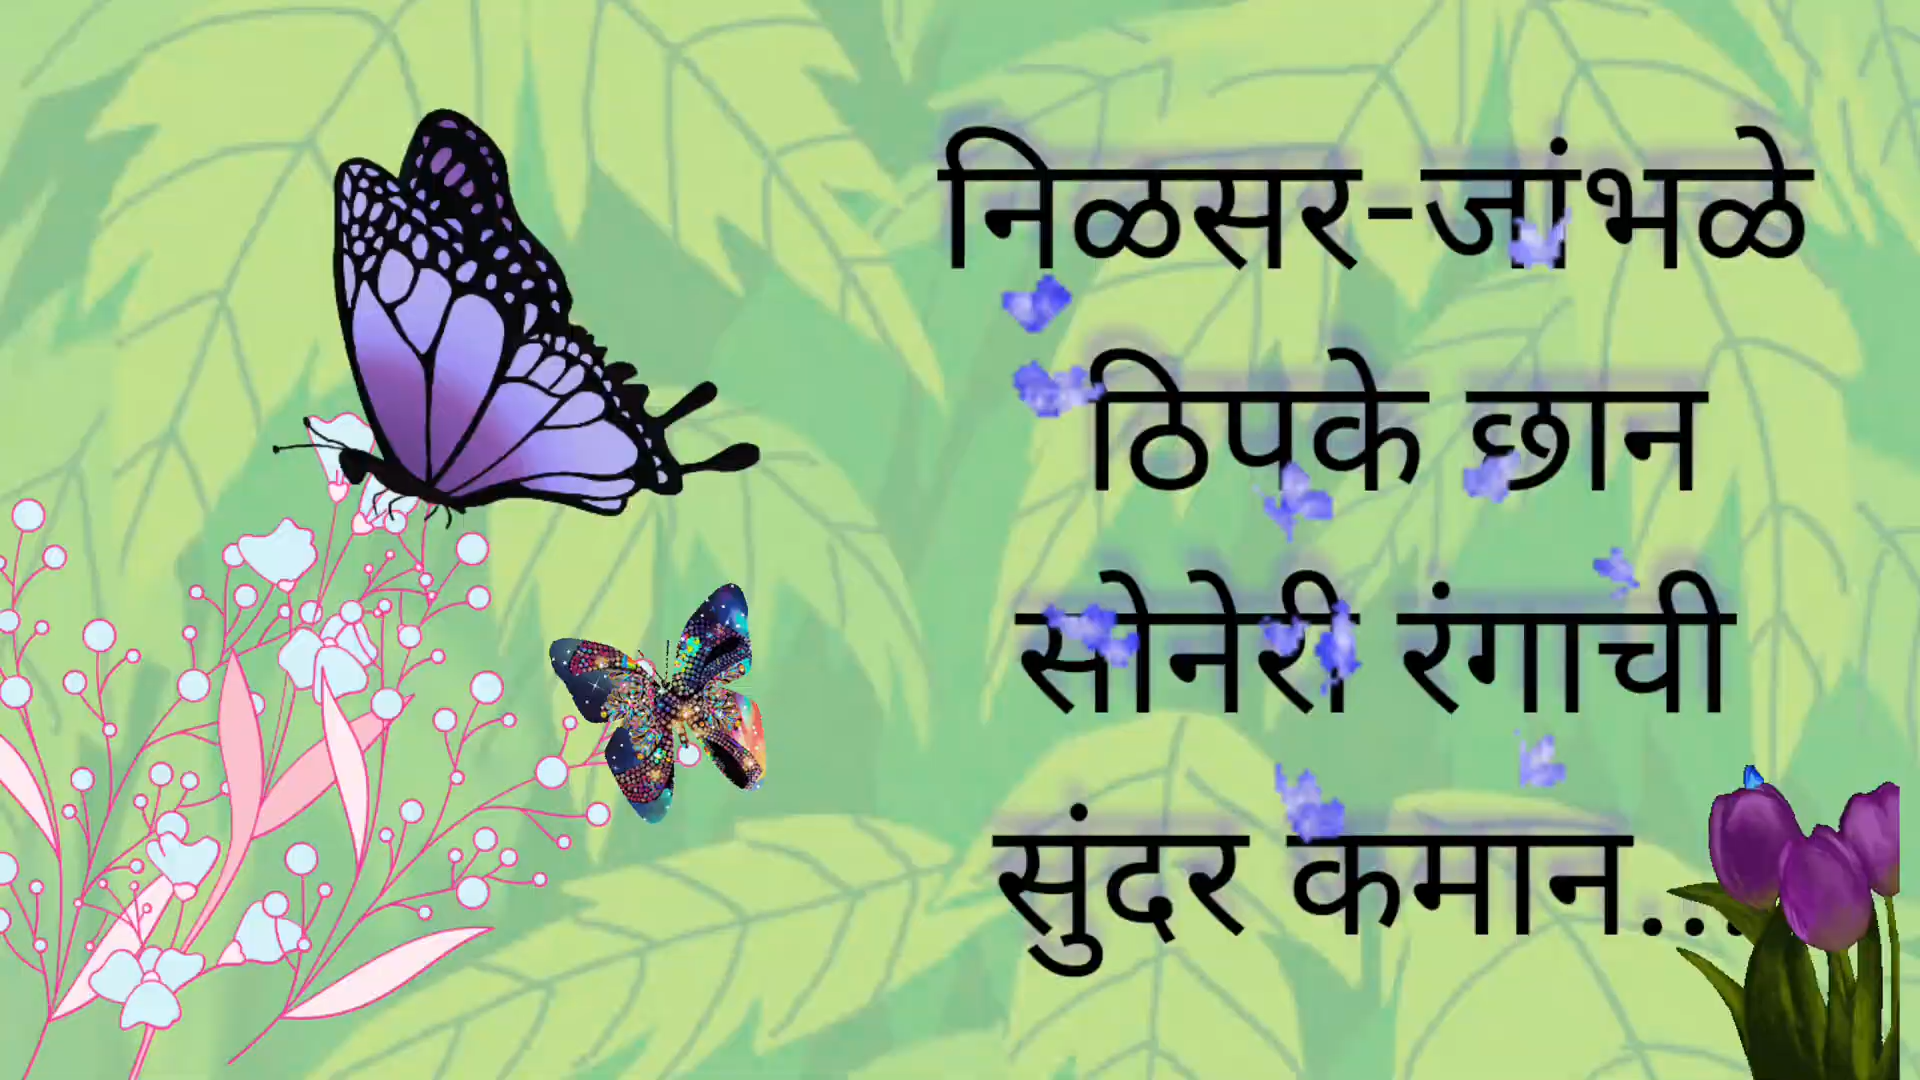 निळसर-जांभळे
ठिपके छान
सोनेरी रंगाची
सुंदर कमान...